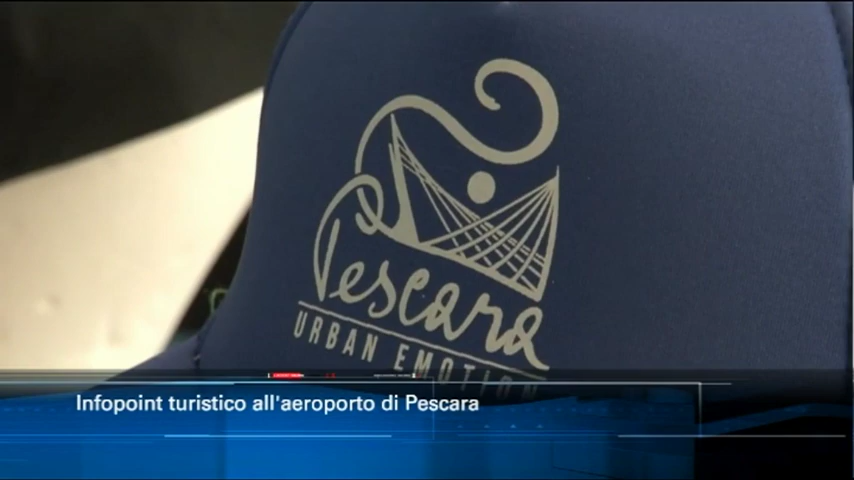 Pescara
URBAN EMOTION
Infopoint turistico all'aeroporto di Pescara